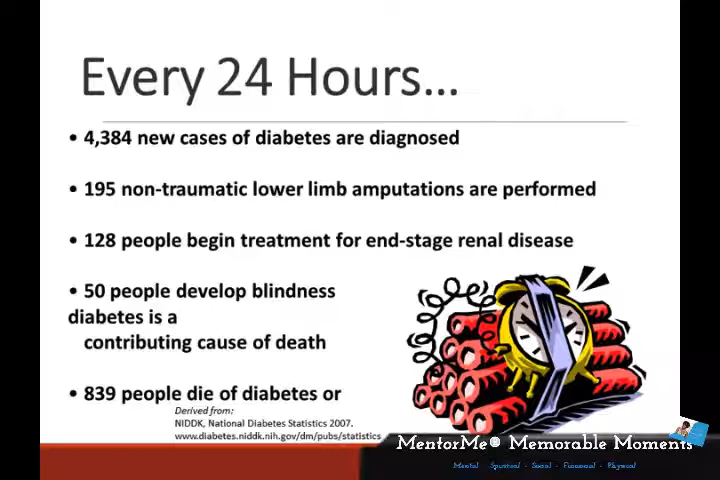 Every 24 Hours...
• 4,384 new cases of diabetes are diagnosed
• 195 non-traumatic lower limb amputations are performed
• 128 people begin treatment for end-stage renal disease
• 50 people develop blindness
diabetes is a
contributing cause of death
• 839 people die of diabetes or
Derived from:
NIDDK, National Diabetes Statistics 2007.
www.diabetes.niddk.nih.gov/dm/pubs/statistics
MentorMe® Memorable Moments
Mental - Spiritual - Social - Financial - Physical